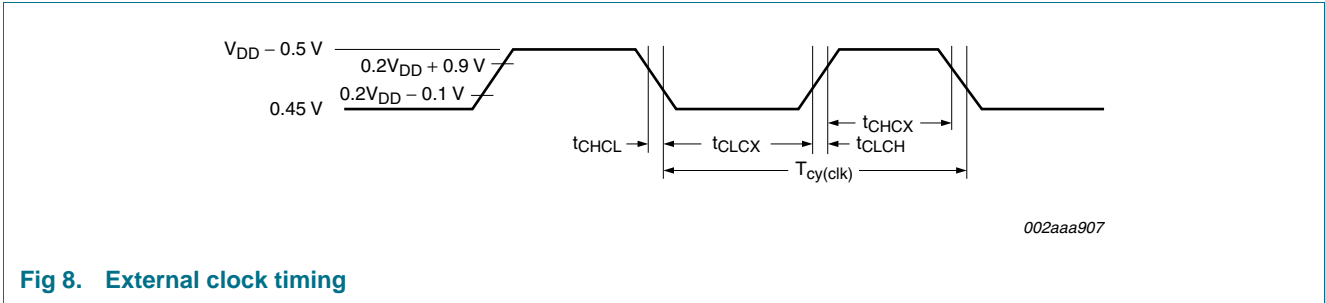 V_DD − 0.5 V
0.2V_DD + 0.9 V
0.2V_DD − 0.1 V
0.45 V
t_CHCX
t_CHCL
t_CLCX
t_CLCH
T_cy(clk)
002aaa907
Fig 8. External clock timing